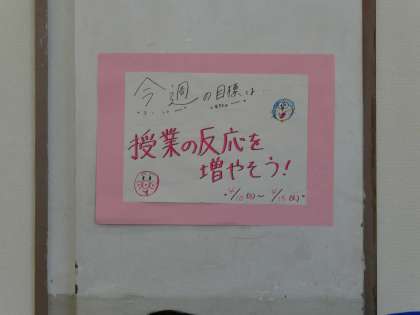 今週の目標は…
授業の反応を
増やそう!